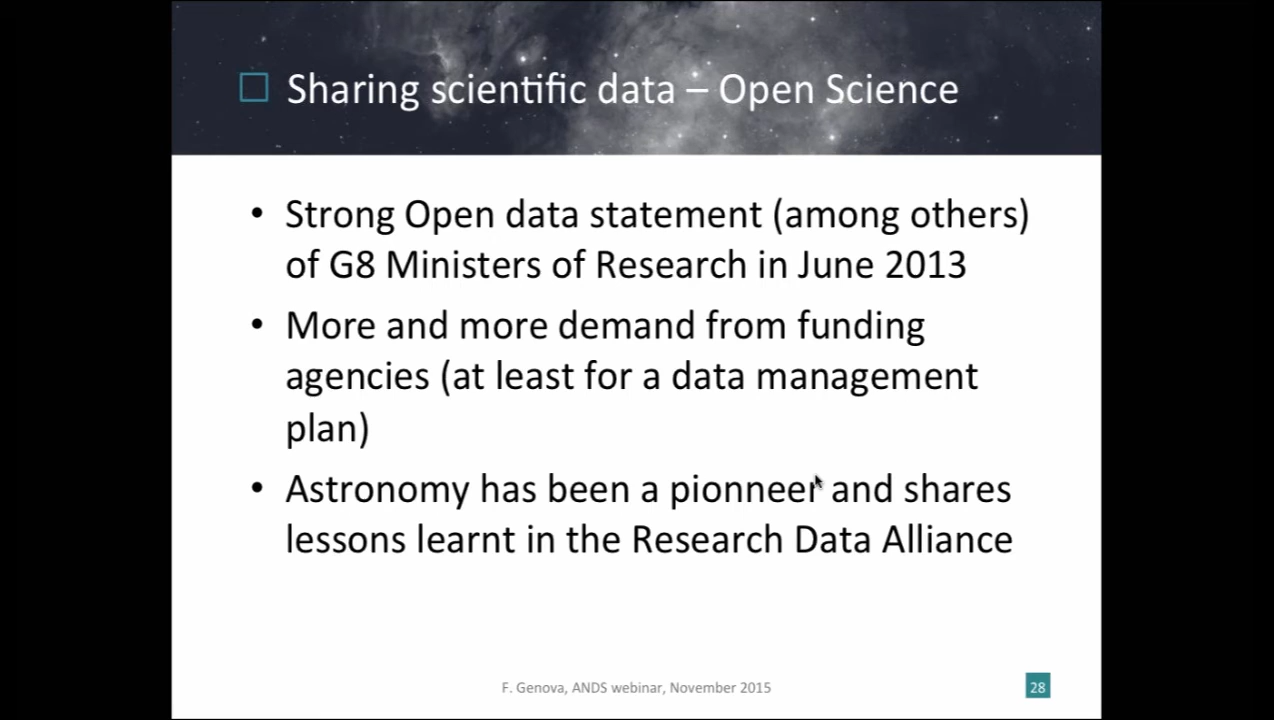 Sharing scientific data – Open Science
• Strong Open data statement (among others)
of G8 Ministers of Research in June 2013
• More and more demand from funding
agencies (at least for a data management
plan)
• Astronomy has been a pionneer and shares
lessons learnt in the Research Data Alliance
F. Genova, ANDS webinar, November 2015
28